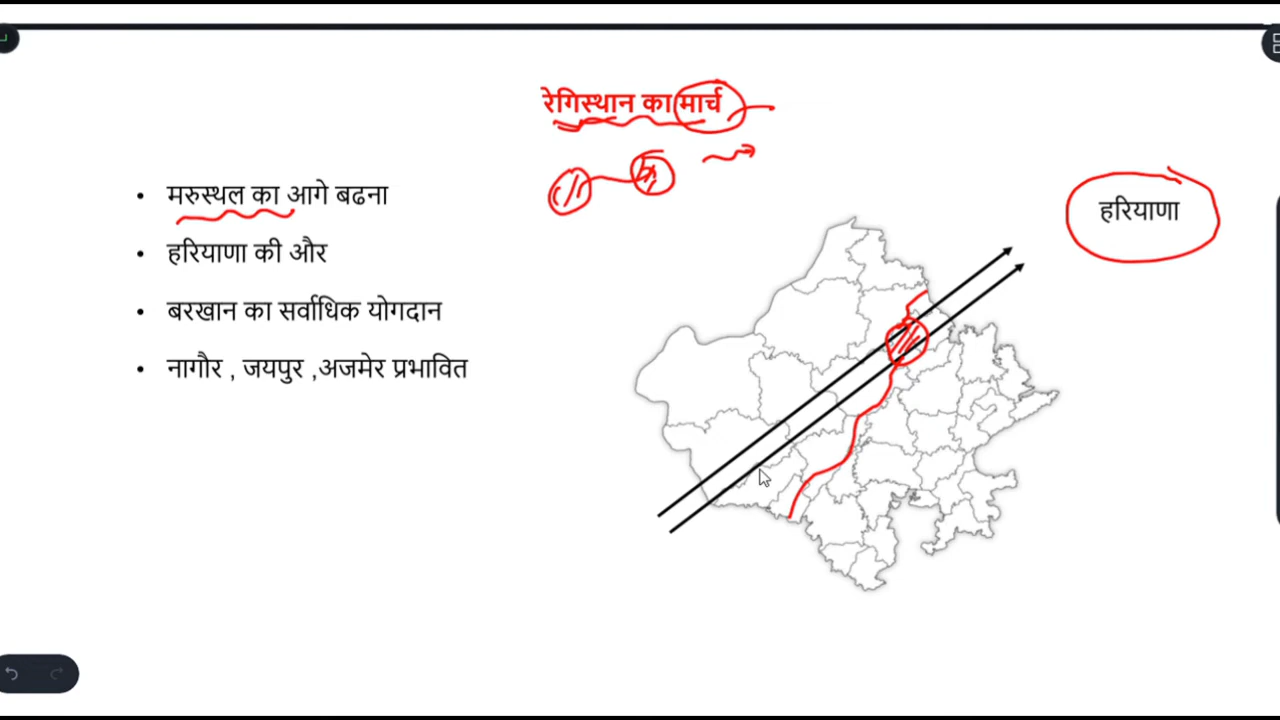 रेगिस्थान का मार्च
• मरुस्थल का आगे बढना
• हरियाणा की और
• बरखान का सर्वाधिक योगदान
• नागौर , जयपुर ,अजमेर प्रभावित
हरियाणा